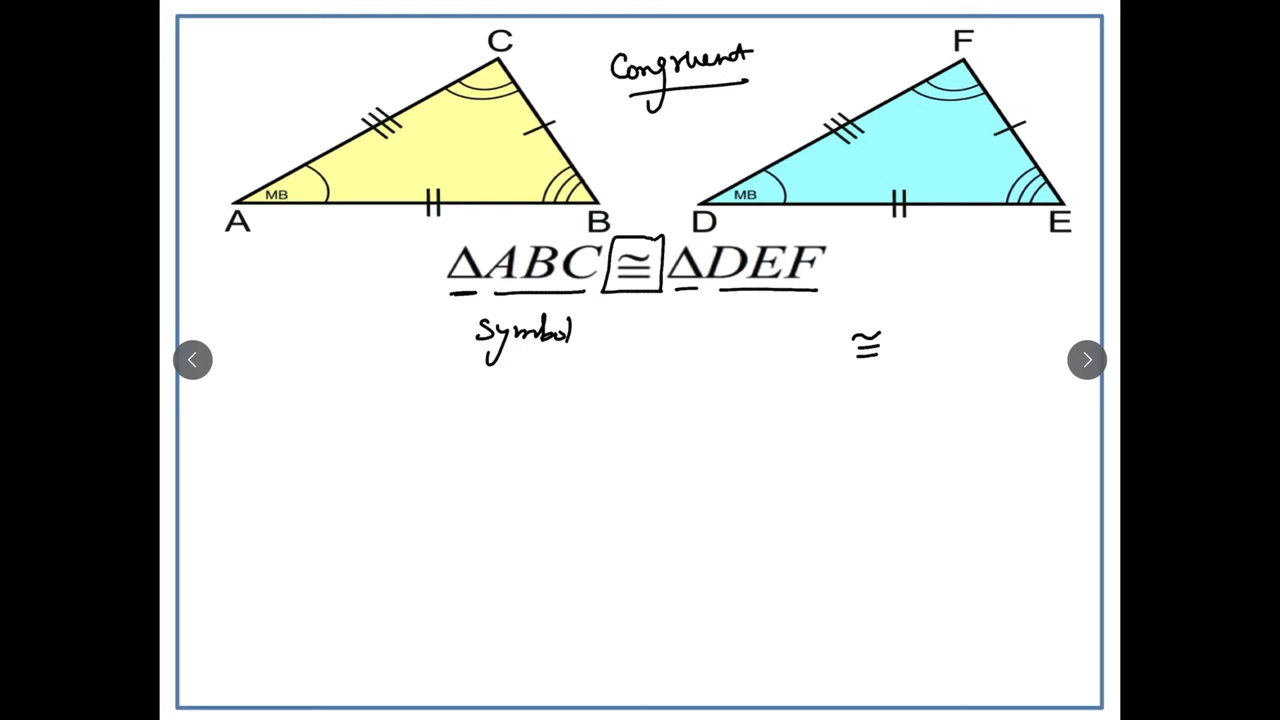 C Congruent F
MB MB
A B D E
ΔABC ≅ ΔDEF
Symbol ≅